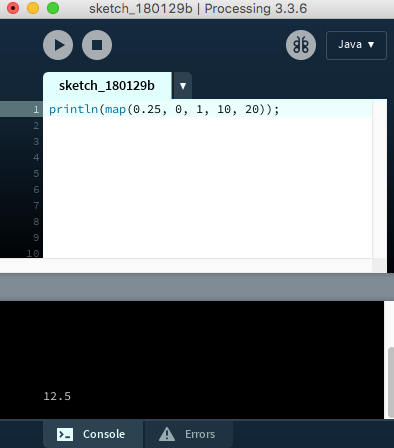 sketch_180129b | Processing 3.3.6
Java ▼
sketch_180129b ▼
1 println(map(0.25, 0, 1, 10, 20));
2
3
4
5
6
7
8
9
10
12.5
Console Errors